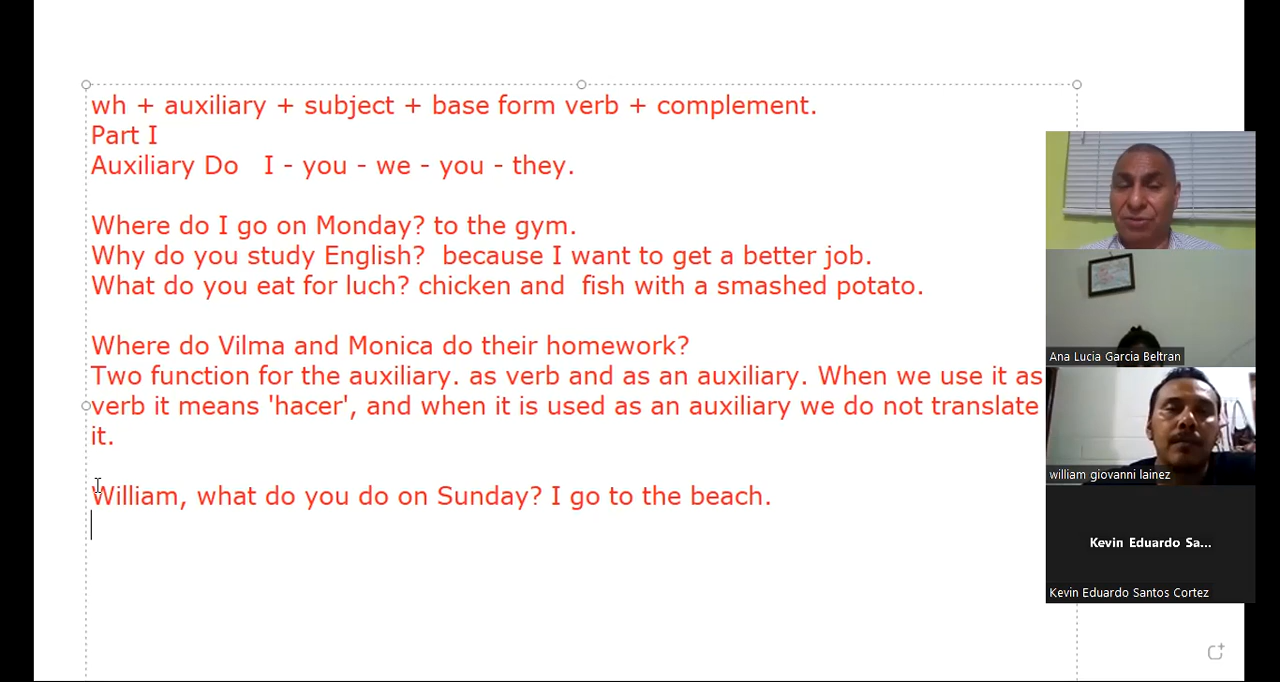 wh + auxiliary + subject + base form verb + complement.
Part I
Auxiliary Do   I - you - we - you - they.
Where do I go on Monday? to the gym.
Why do you study English?  because I want to get a better job.
What do you eat for luch? chicken and  fish with a smashed potato.
Where do Vilma and Monica do their homework?
Two function for the auxiliary. as verb and as an auxiliary. When we use it as
verb it means 'hacer', and when it is used as an auxiliary we do not translate
it.
William, what do you do on Sunday? I go to the beach.
Ana Lucia Garcia Beltran
william giovanni lainez
Kevin Eduardo Sa...
Kevin Eduardo Santos Cortez